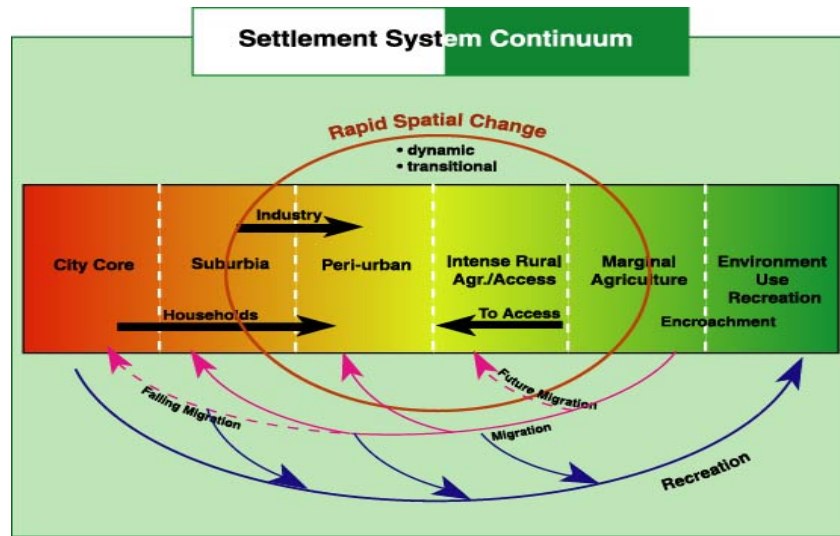 Settlement System Continuum
Rapid Spatial Change
• dynamic
• transitional
Industry
City Core
Suburbia
Peri-urban
Intense Rural
Agr./Access
Marginal
Agriculture
Environment
Use
Recreation
Households
To Access
Encroachment
Falling Migration
Future Migration
Migration
Recreation